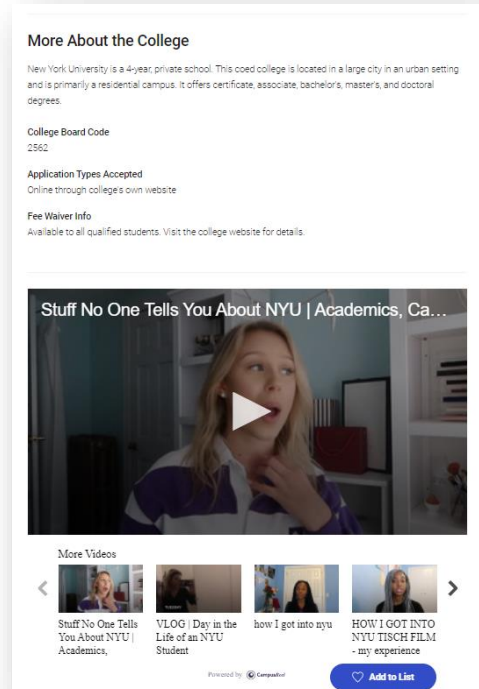 More About the College
New York University is a 4-year, private school. This coed college is located in a large city in an urban setting
and is primarily a residential campus. It offers certificate, associate, bachelor's, master's, and doctoral
degrees.
College Board Code
2562
Application Types Accepted
Online through college's own website
Fee Waiver Info
Available to all qualified students. Visit the college website for details.
Stuff No One Tells You About NYU | Academics, Ca...
More Videos
Stuff No One Tells
You About NYU |
Academics,
VLOG | Day in the
Life of an NYU
Student
how I got into nyu
HOW I GOT INTO
NYU TISCH FILM
- my experience
Powered by CampusReel
Add to List